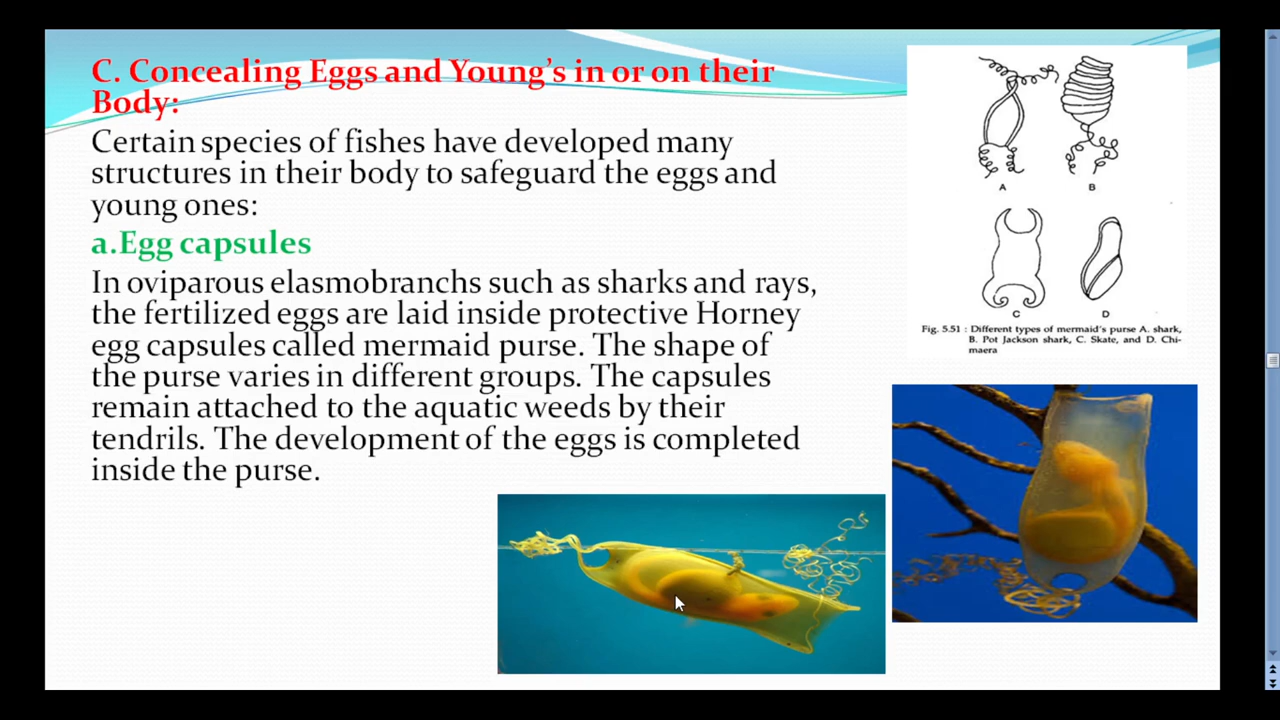 C. Concealing Eggs and Young's in or on their
Body:
Certain species of fishes have developed many
structures in their body to safeguard the eggs and
young ones:
a.Egg capsules
In oviparous elasmobranchs such as sharks and rays,
the fertilized eggs are laid inside protective Horney
egg capsules called mermaid purse. The shape of
the purse varies in different groups. The capsules
remain attached to the aquatic weeds by their
tendrils. The development of the eggs is completed
inside the purse.
A
B
C
D
Fig. 5.51 : Different types of mermaid's purse A. shark,
B. Pot Jackson shark, C. Skate, and D. Chi-
maera